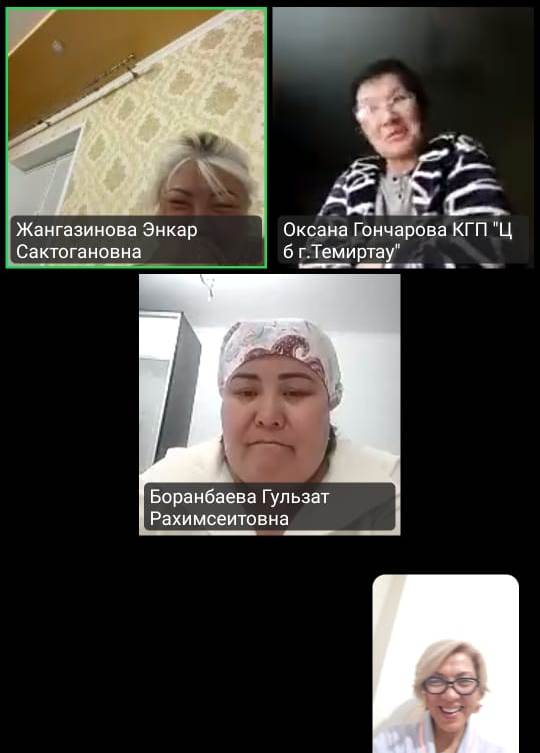 Жангазинова Энкар
Сактогановна
Оксана Гончарова КГП "Ц
б г.Темиртау"
Боранбаева Гульзат
Рахимсеитовна